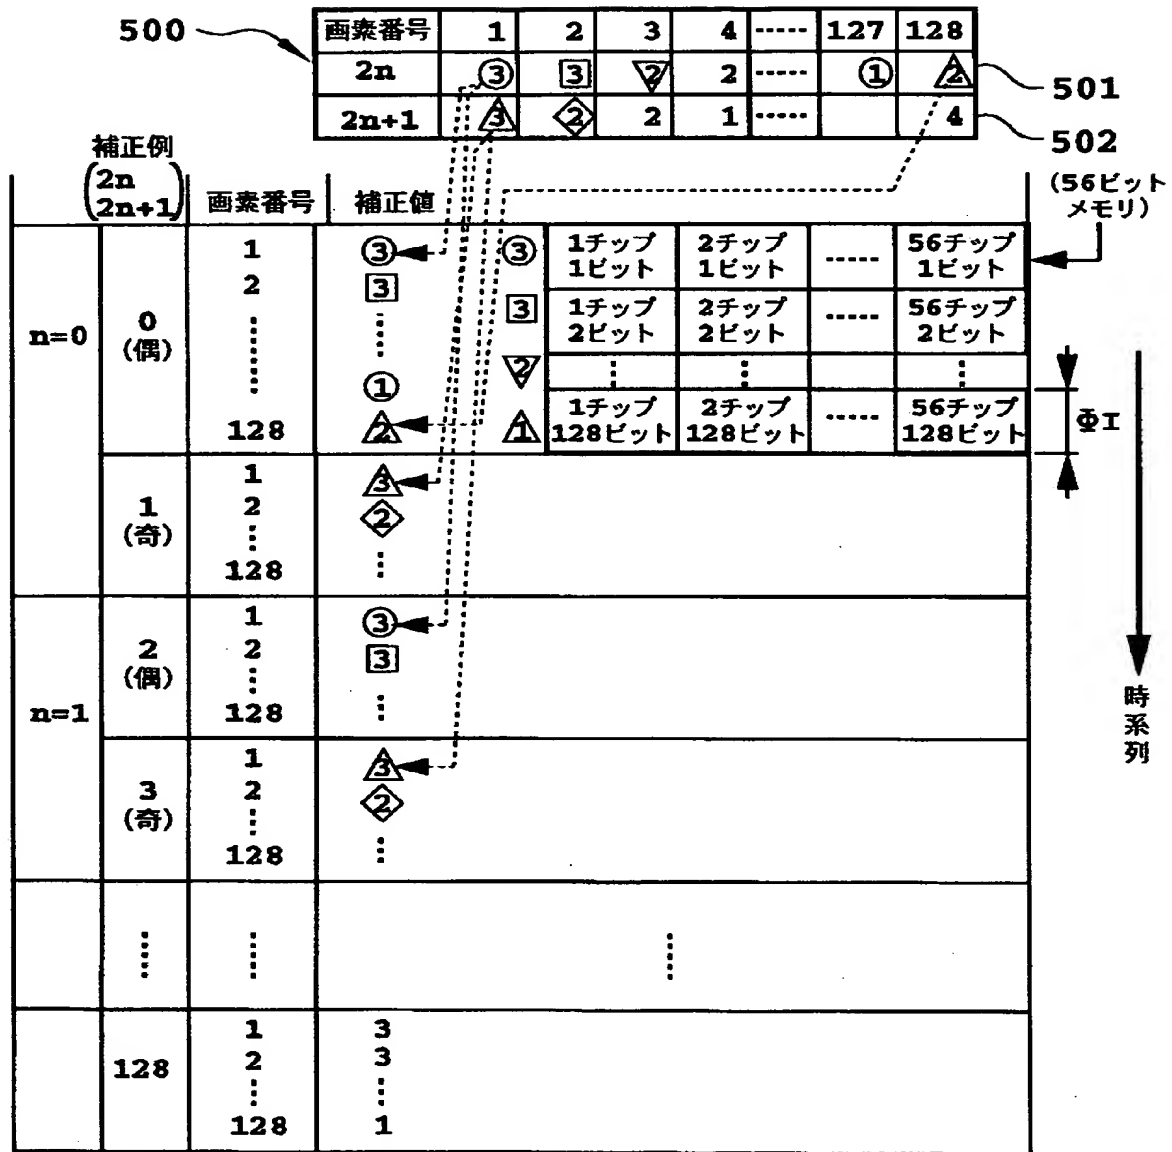 500
画素番号 1 2 3 4 ----- 127 128
2n ③ 3 2 2 ----- ① 2
2n+1 3 2 2 1 ----- 4
501
502
補正例
(2n
2n+1)
画素番号 補正値
(56ビット
メモリ)
n=0
0
(偶)
1 ③
2 3
①
128 2
③ 1チップ 2チップ ----- 56チップ
1ビット 1ビット 1ビット
3 1チップ 2チップ ----- 56チップ
2ビット 2ビット 2ビット
2
1 1チップ 2チップ ----- 56チップ
128ビット 128ビット 128ビット
ΦI
1
(奇)
1 3
2 2
128
n=1
2
(偶)
1 ③
2 3
128
3
(奇)
1 3
2 2
128
時系列
128
1 3
2 3
128 1